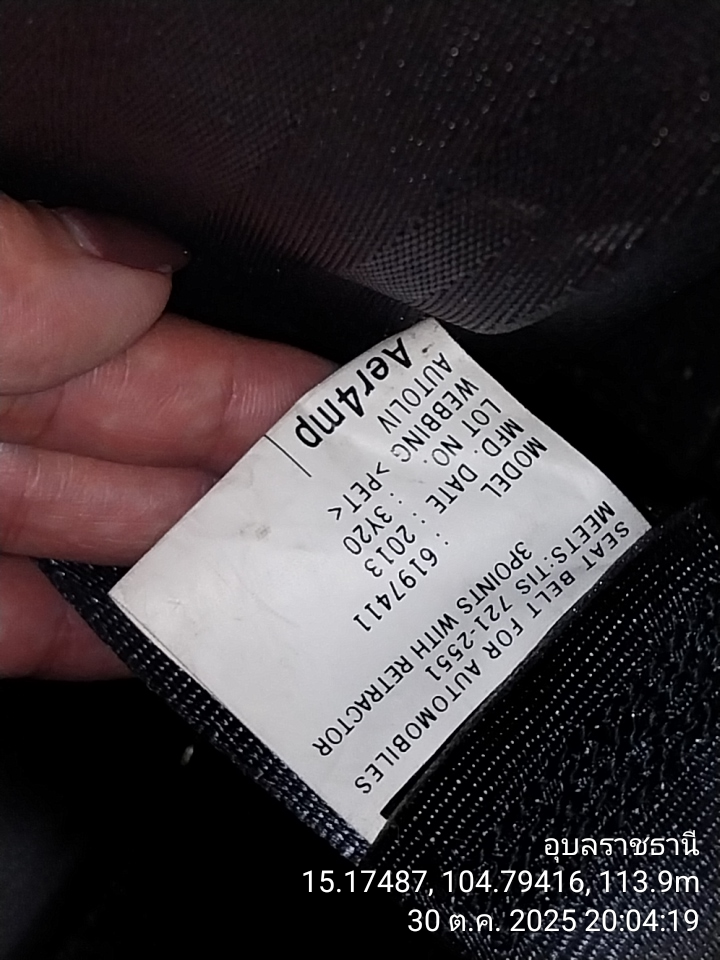 SEAT BELT FOR AUTOMOBILES
MEETS:TIS 721-2551
3POINTS WITH RETRACTOR
MODEL : 6197411
MFD. DATE : 2013
LOT NO. : 3Y20
WEBBING >PET<
AUTOLIV
Aer4mp
อุบลราชธานี
15.17487, 104.79416, 113.9m
30 ต.ค. 2025 20:04:19